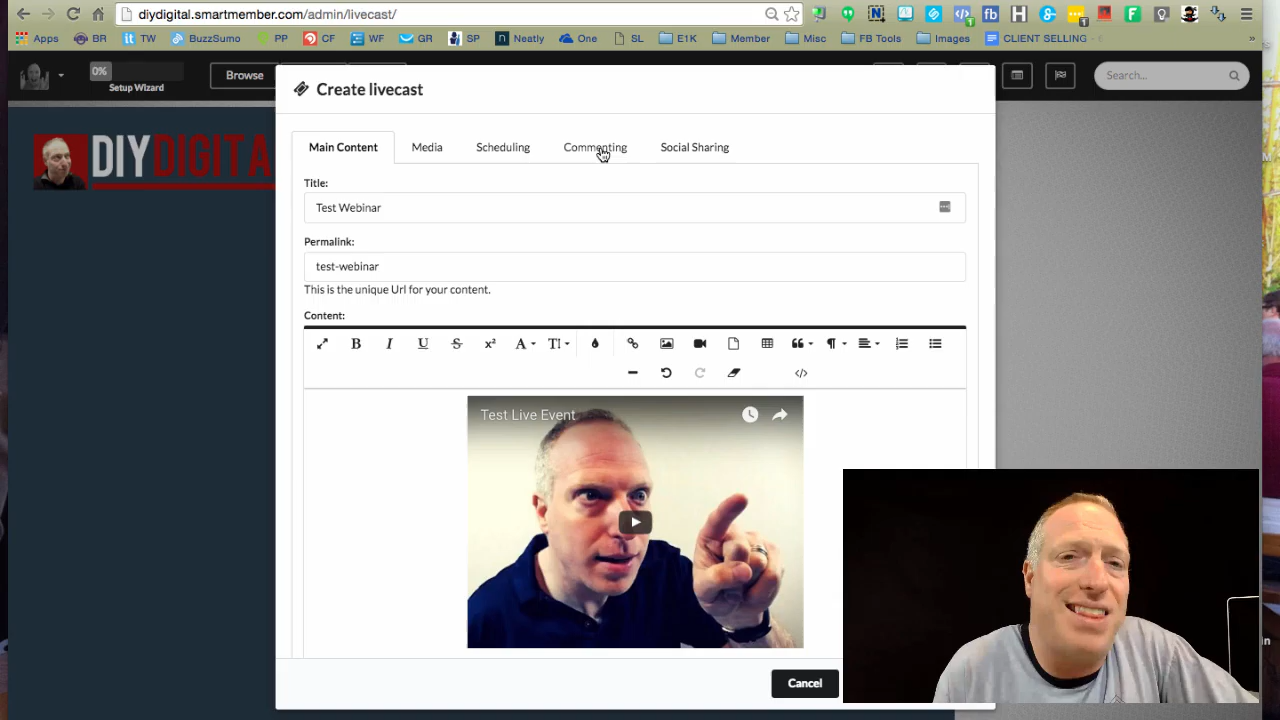 diydigital.smartmember.com/admin/livecast/
Apps BR TW BuzzSumo PP CF WF GR SP Neatly One SL E1K Member Misc FB Tools Images CLIENT SELLING -
0%
Setup Wizard
Browse
Search...
DIYDIGITA
Create livecast
Main Content Media Scheduling Commenting Social Sharing
Title:
Test Webinar
Permalink:
test-webinar
This is the unique Url for your content.
Content:
Test Live Event
Cancel